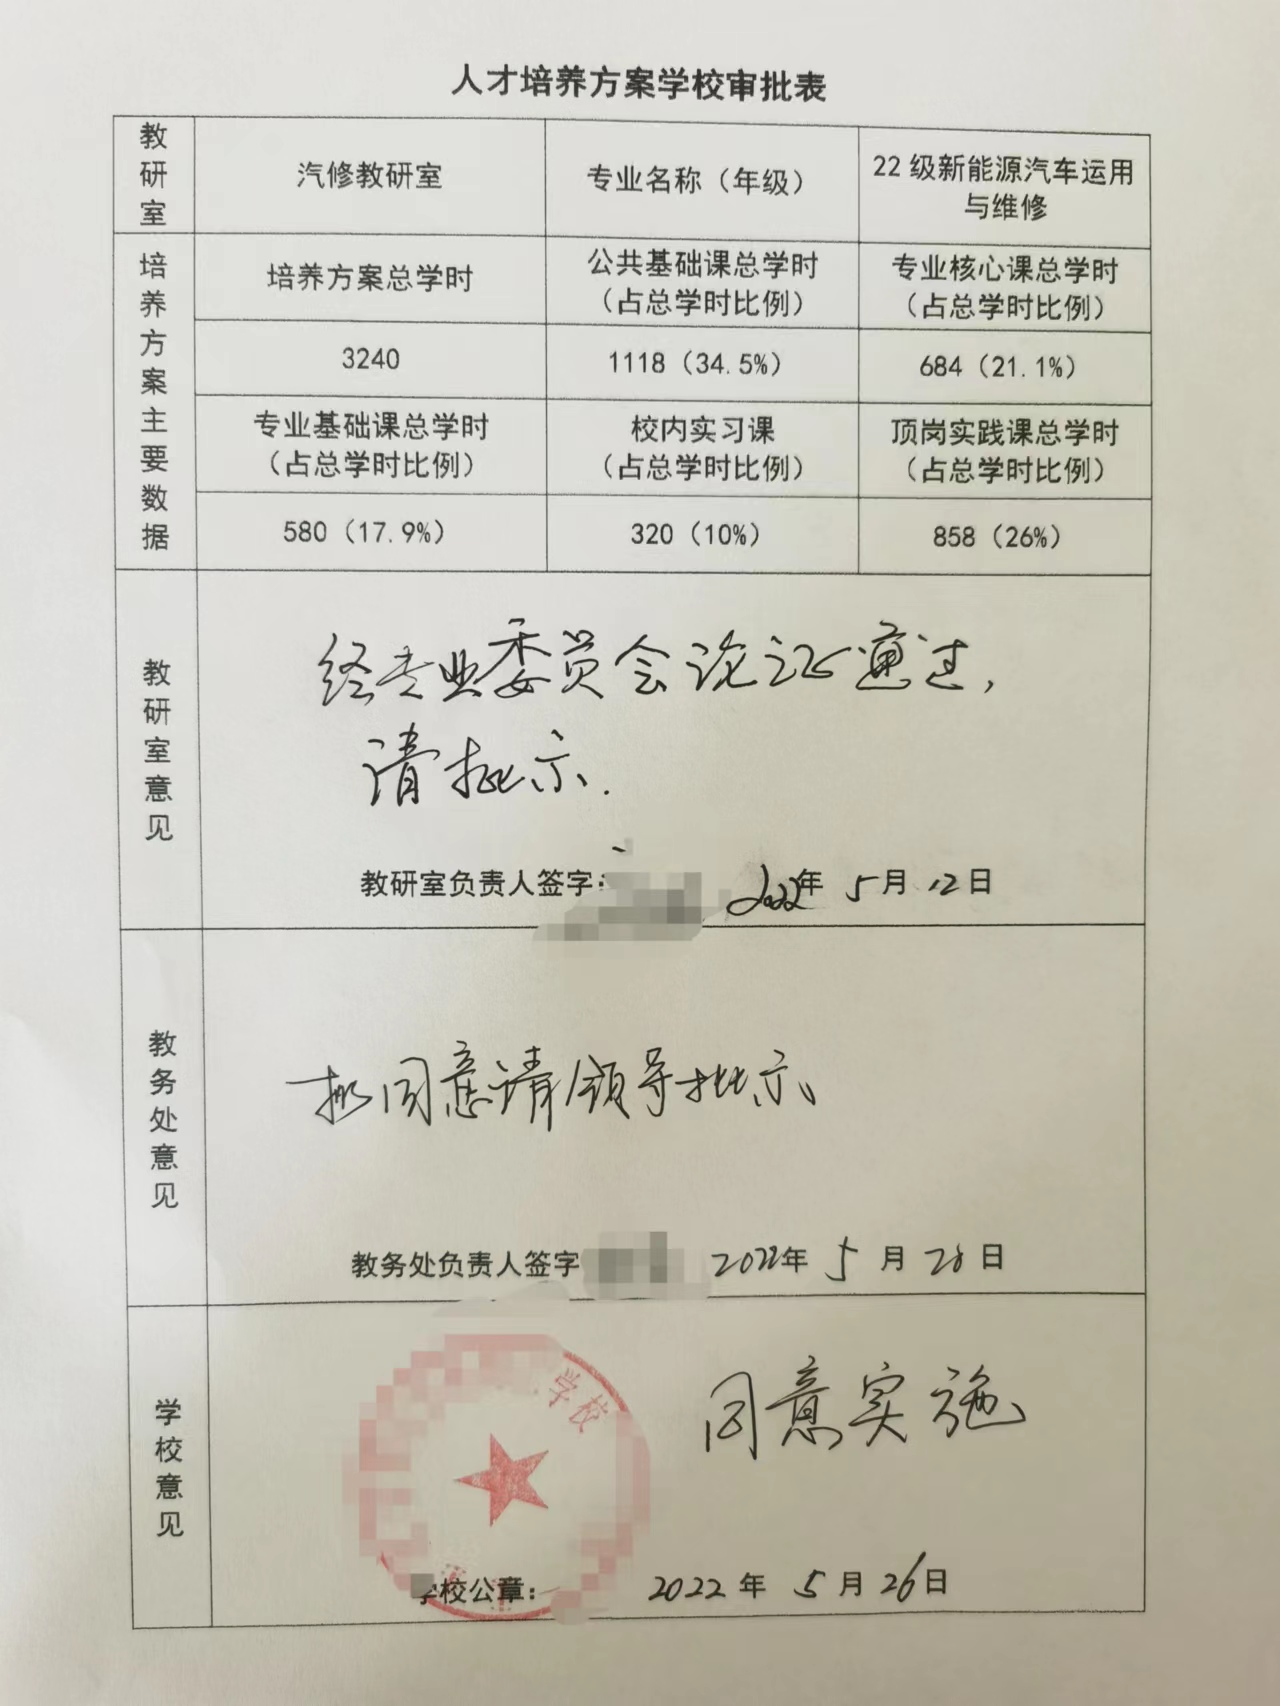 人才培养方案学校审批表
教研室
汽修教研室
专业名称（年级）
22级新能源汽车运用
与维修
培养方案主要数据
培养方案总学时
公共基础课总学时
（占总学时比例）
专业核心课总学时
（占总学时比例）
3240
1118（34.5%）
684（21.1%）
专业基础课总学时
（占总学时比例）
校内实习课
（占总学时比例）
顶岗实践课总学时
（占总学时比例）
580（17.9%）
320（10%）
858（26%）
教研室意见
经专业委员会论证通过，
请批示.
教研室负责人签字： 2022年 5月12日
教务处意见
拟同意请领导批示
教务处负责人签字 2022年 5月 日
学校意见
学校
同意实施
学校公章： 2022年 5月26日